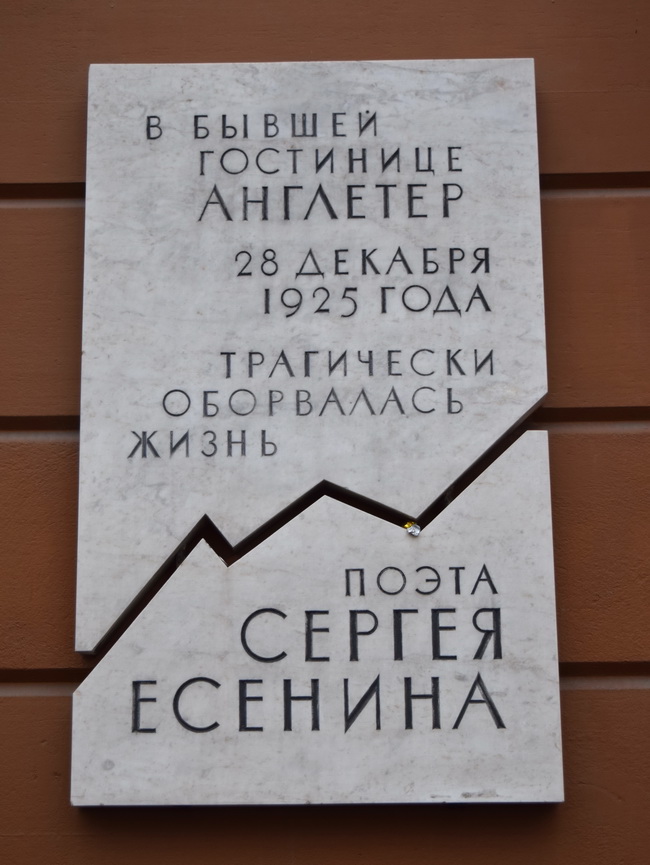 В БЫВШЕЙ
ГОСТИНИЦЕ
АНГЛЕТЕР
28 ДЕКАБРЯ
1925 ГОДА
ТРАГИЧЕСКИ
ОБОРВАЛАСЬ
ЖИЗНЬ
ПОЭТА
СЕРГЕЯ
ЕСЕНИНА